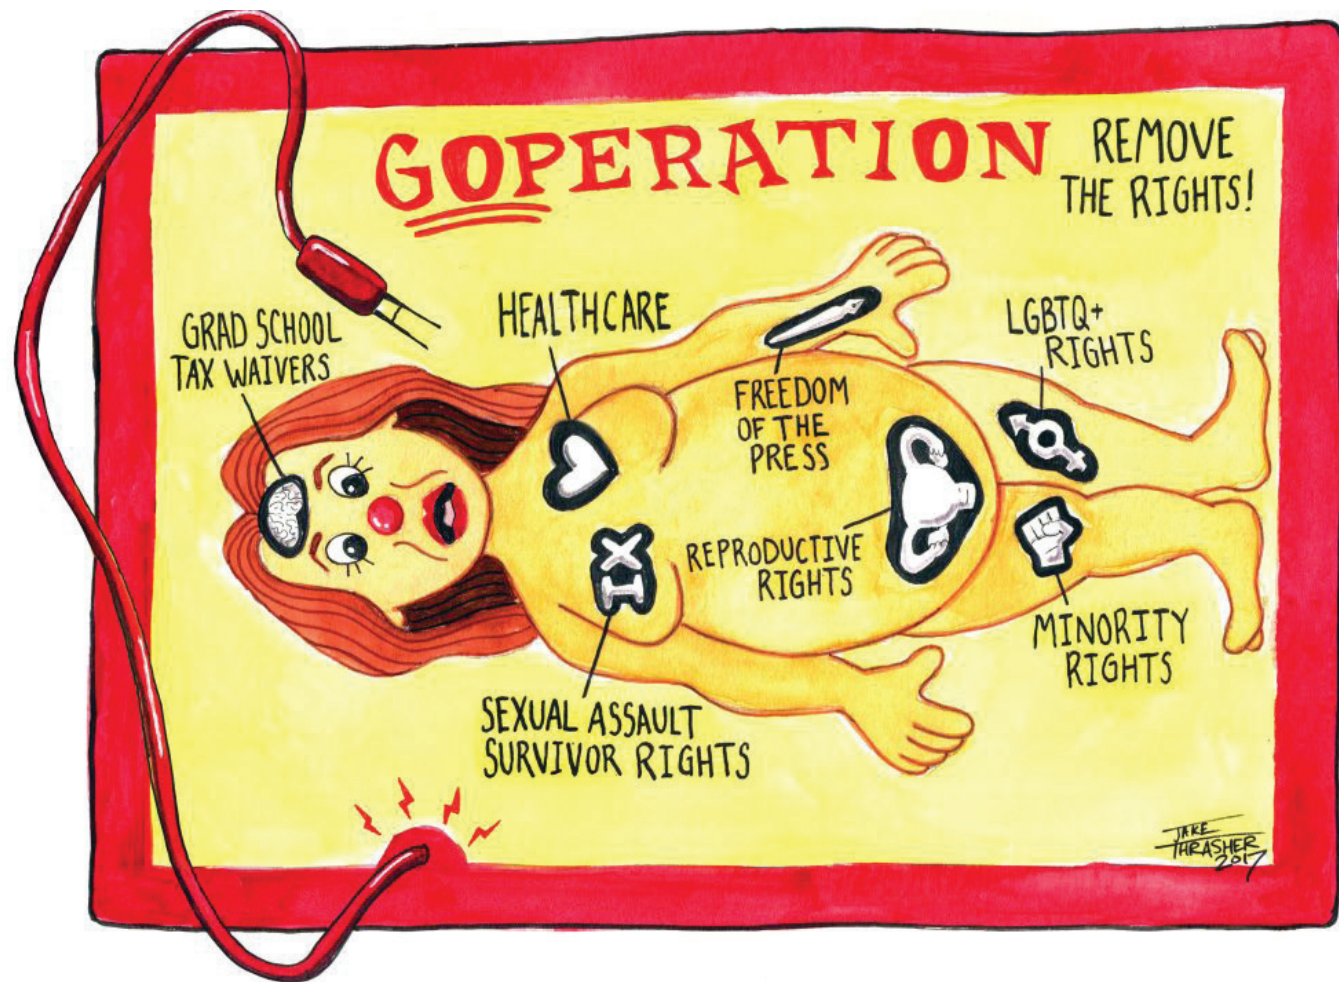 GOPERATION
REMOVE
THE RIGHTS!
GRAD SCHOOL
TAX WAIVERS
HEALTHCARE
FREEDOM
OF THE
PRESS
LGBTQ+
RIGHTS
IX
REPRODUCTIVE
RIGHTS
MINORITY
RIGHTS
SEXUAL ASSAULT
SURVIVOR RIGHTS
JAKE
THRASHER
2017